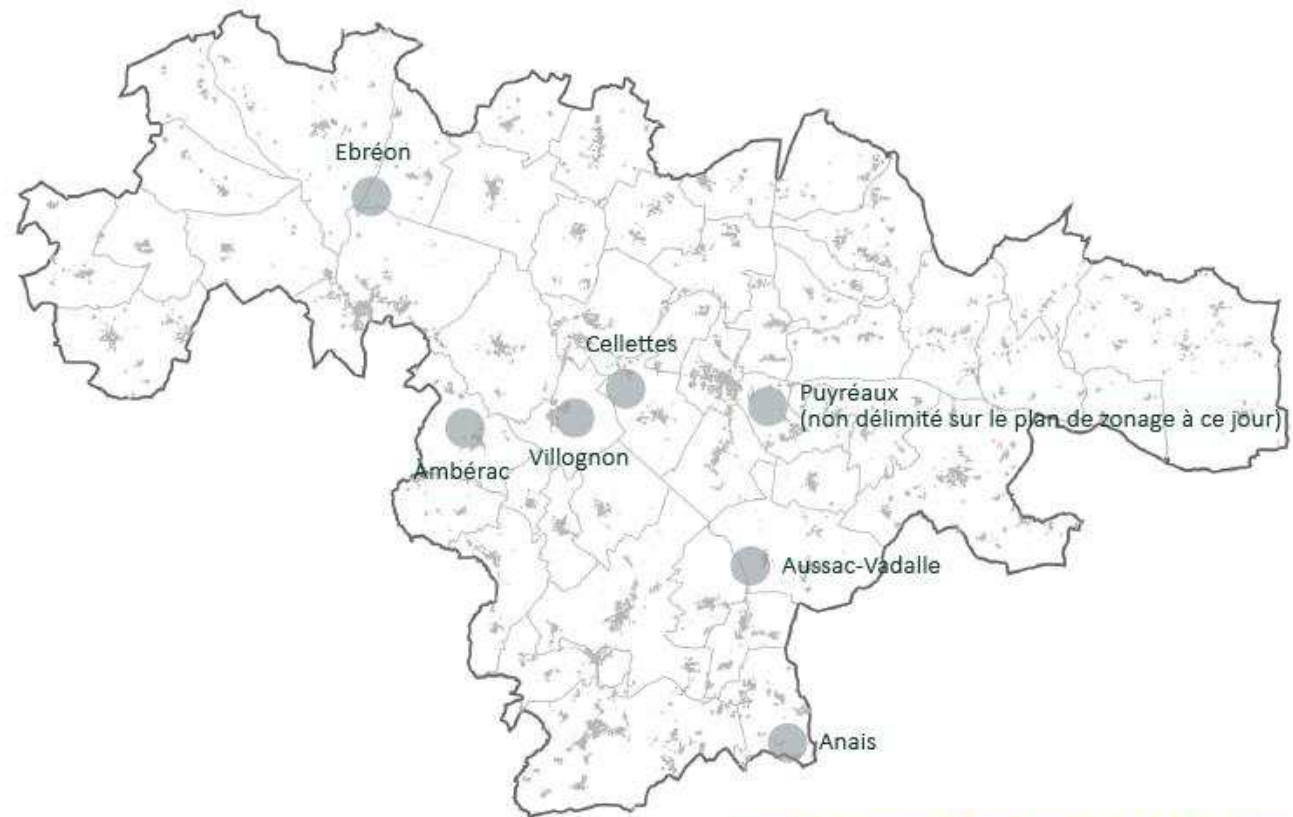 Ebréon
Cellettes
Puyréaux
(non délimité sur le plan de zonage à ce jour)
Ambérac
Villognon
Aussac-Vadalle
Anais